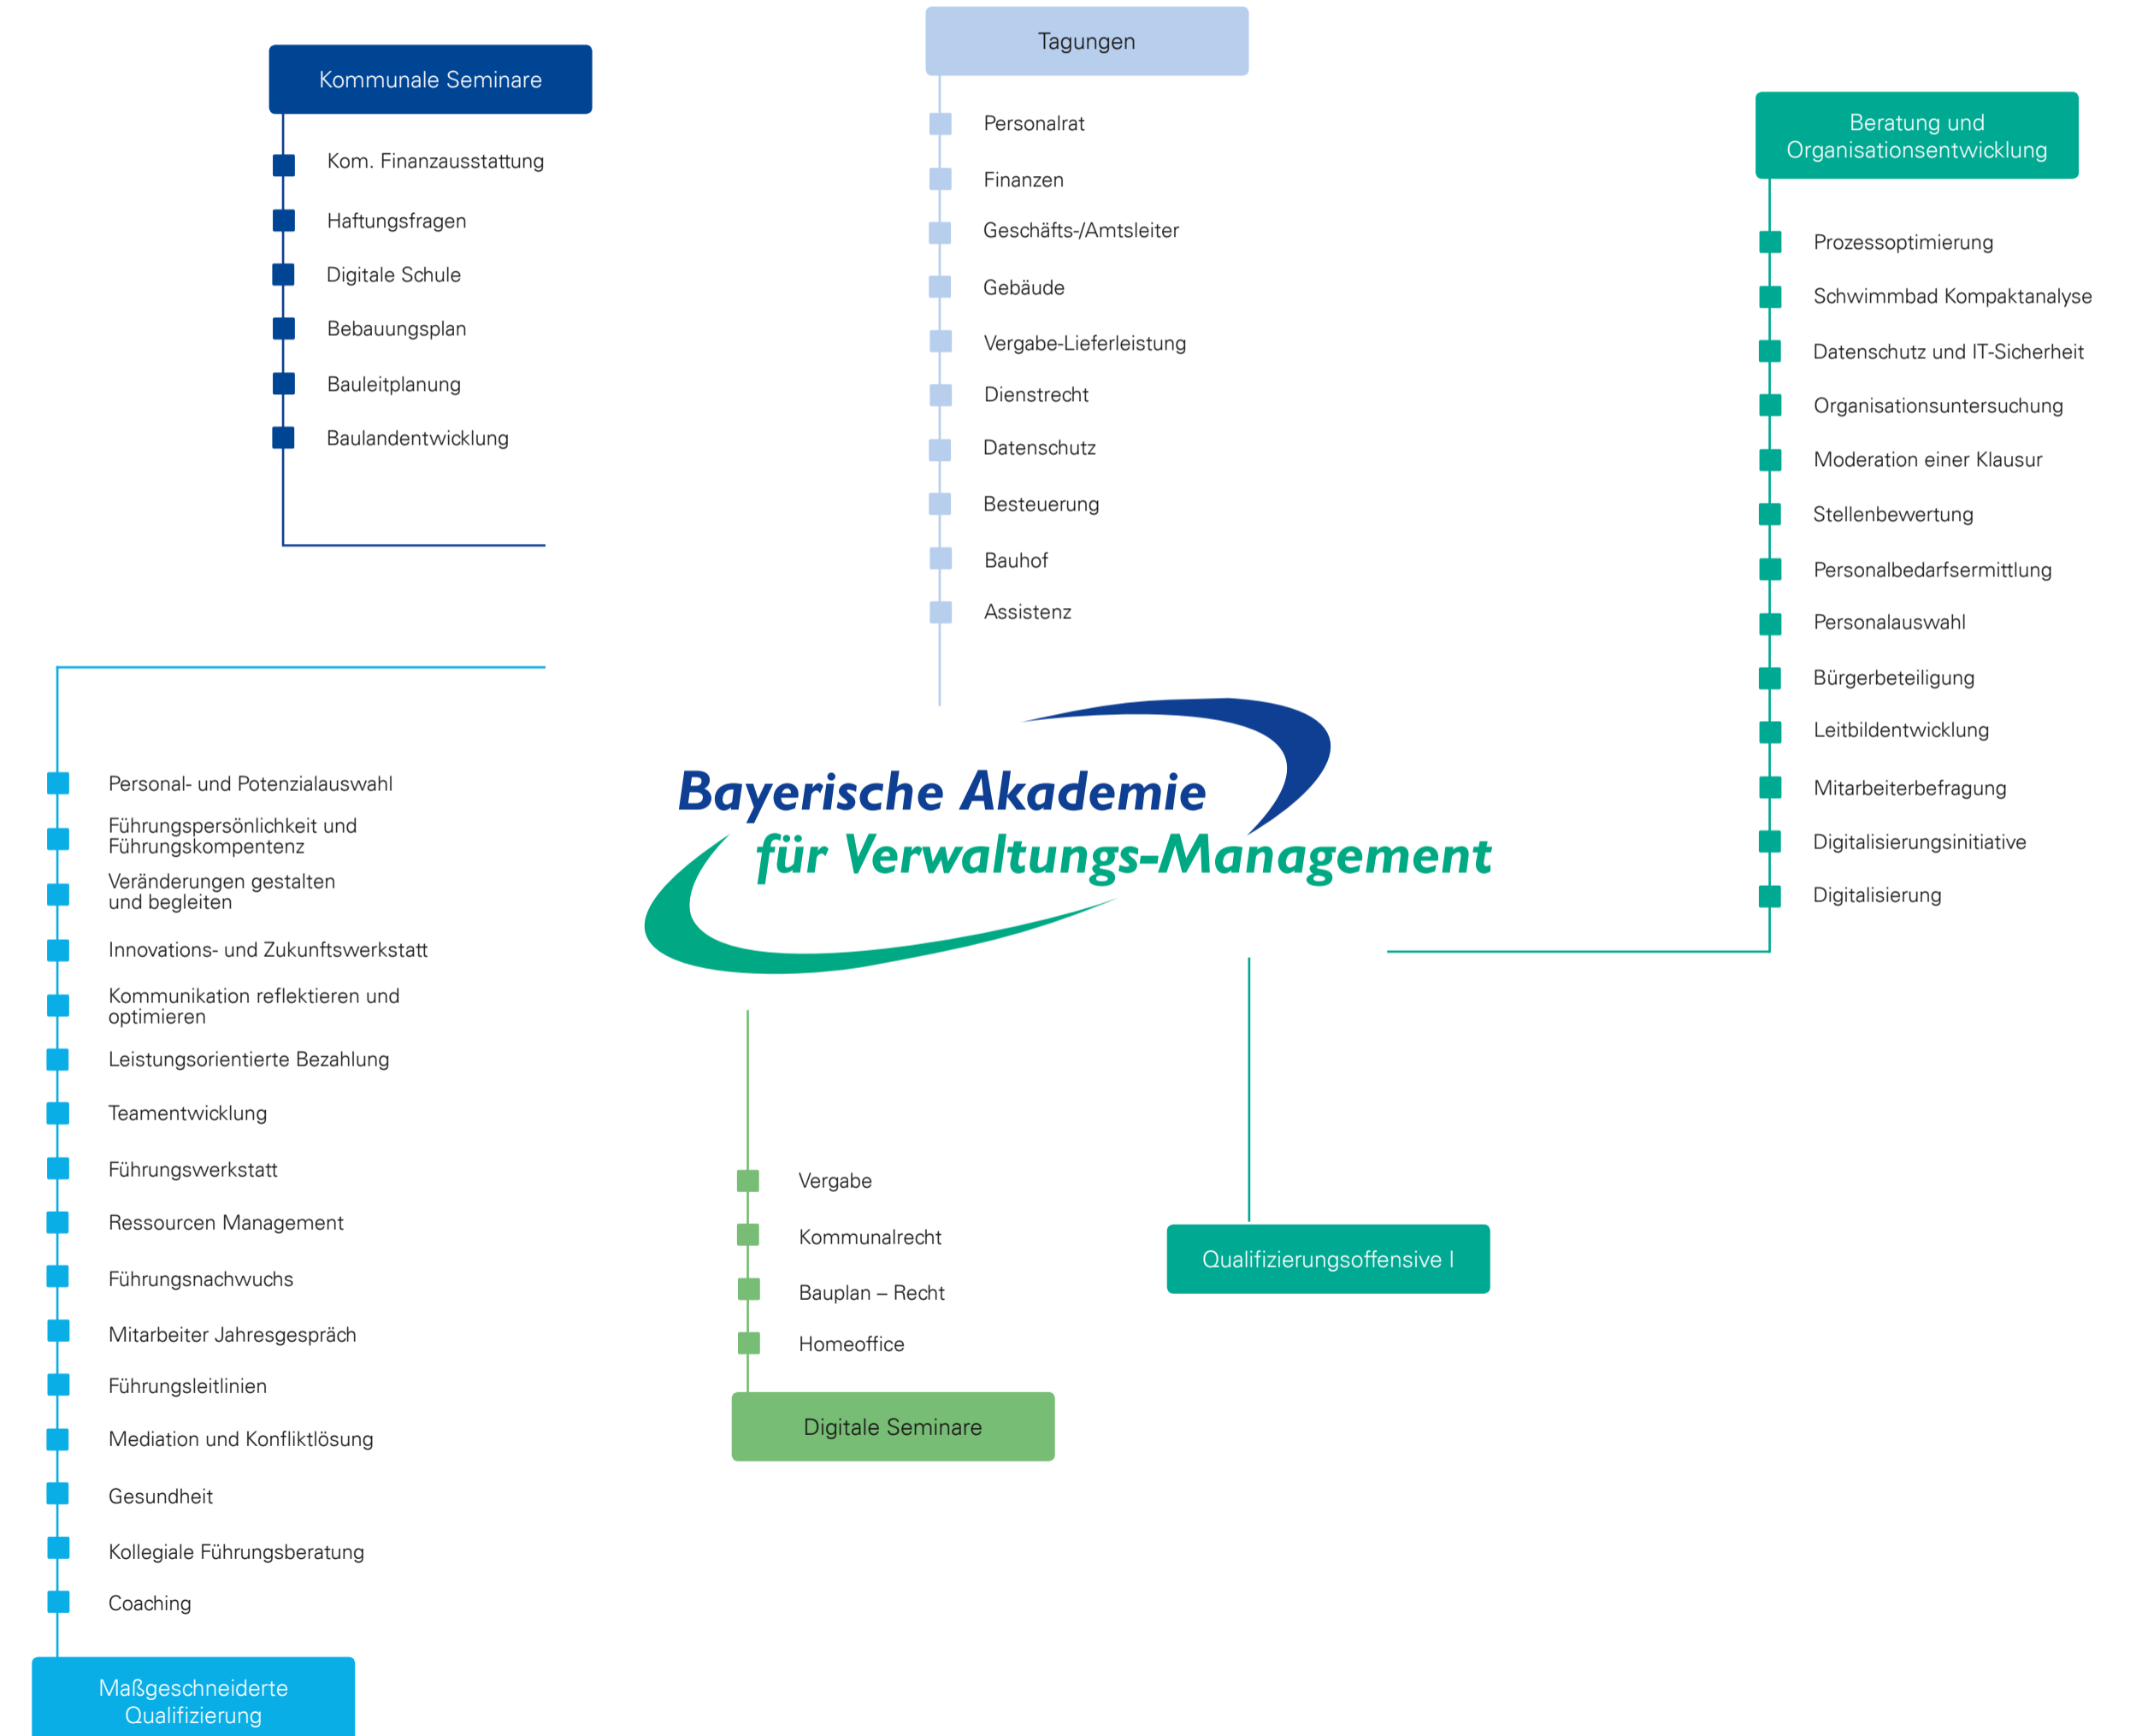 Kommunale Seminare
Kom. Finanzausstattung
Haftungsfragen
Digitale Schule
Bebauungsplan
Bauleitplanung
Baulandentwicklung
Tagungen
Personalrat
Finanzen
Geschäfts-/Amtsleiter
Gebäude
Vergabe-Lieferleistung
Dienstrecht
Datenschutz
Besteuerung
Bauhof
Assistenz
Beratung und
Organisationsentwicklung
Prozessoptimierung
Schwimmbad Kompaktanalyse
Datenschutz und IT-Sicherheit
Organisationsuntersuchung
Moderation einer Klausur
Stellenbewertung
Personalbedarfsermittlung
Personalauswahl
Bürgerbeteiligung
Leitbildentwicklung
Mitarbeiterbefragung
Digitalisierungsinitiative
Digitalisierung
Bayerische Akademie
für Verwaltungs-Management
Personal- und Potenzialauswahl
Führungspersönlichkeit und
Führungskompentenz
Veränderungen gestalten
und begleiten
Innovations- und Zukunftswerkstatt
Kommunikation reflektieren und
optimieren
Leistungsorientierte Bezahlung
Teamentwicklung
Führungswerkstatt
Ressourcen Management
Führungsnachwuchs
Mitarbeiter Jahresgespräch
Führungsleitlinien
Mediation und Konfliktlösung
Gesundheit
Kollegiale Führungsberatung
Coaching
Maßgeschneiderte
Qualifizierung
Vergabe
Kommunalrecht
Bauplan – Recht
Homeoffice
Digitale Seminare
Qualifizierungsoffensive I